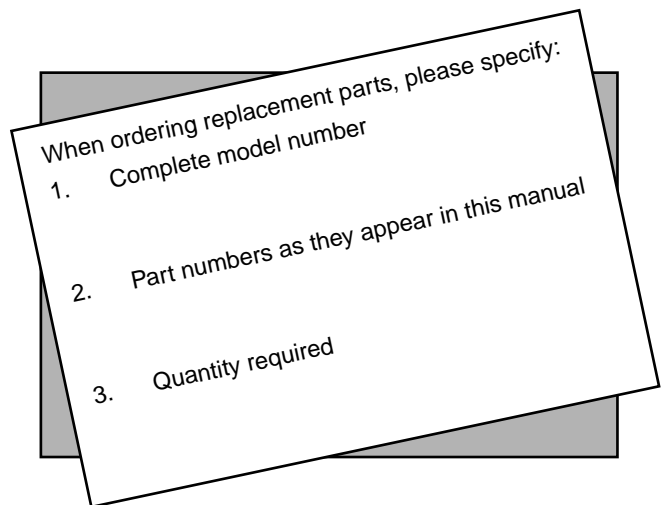 When ordering replacement parts, please specify:
1. Complete model number
2. Part numbers as they appear in this manual
3. Quantity required